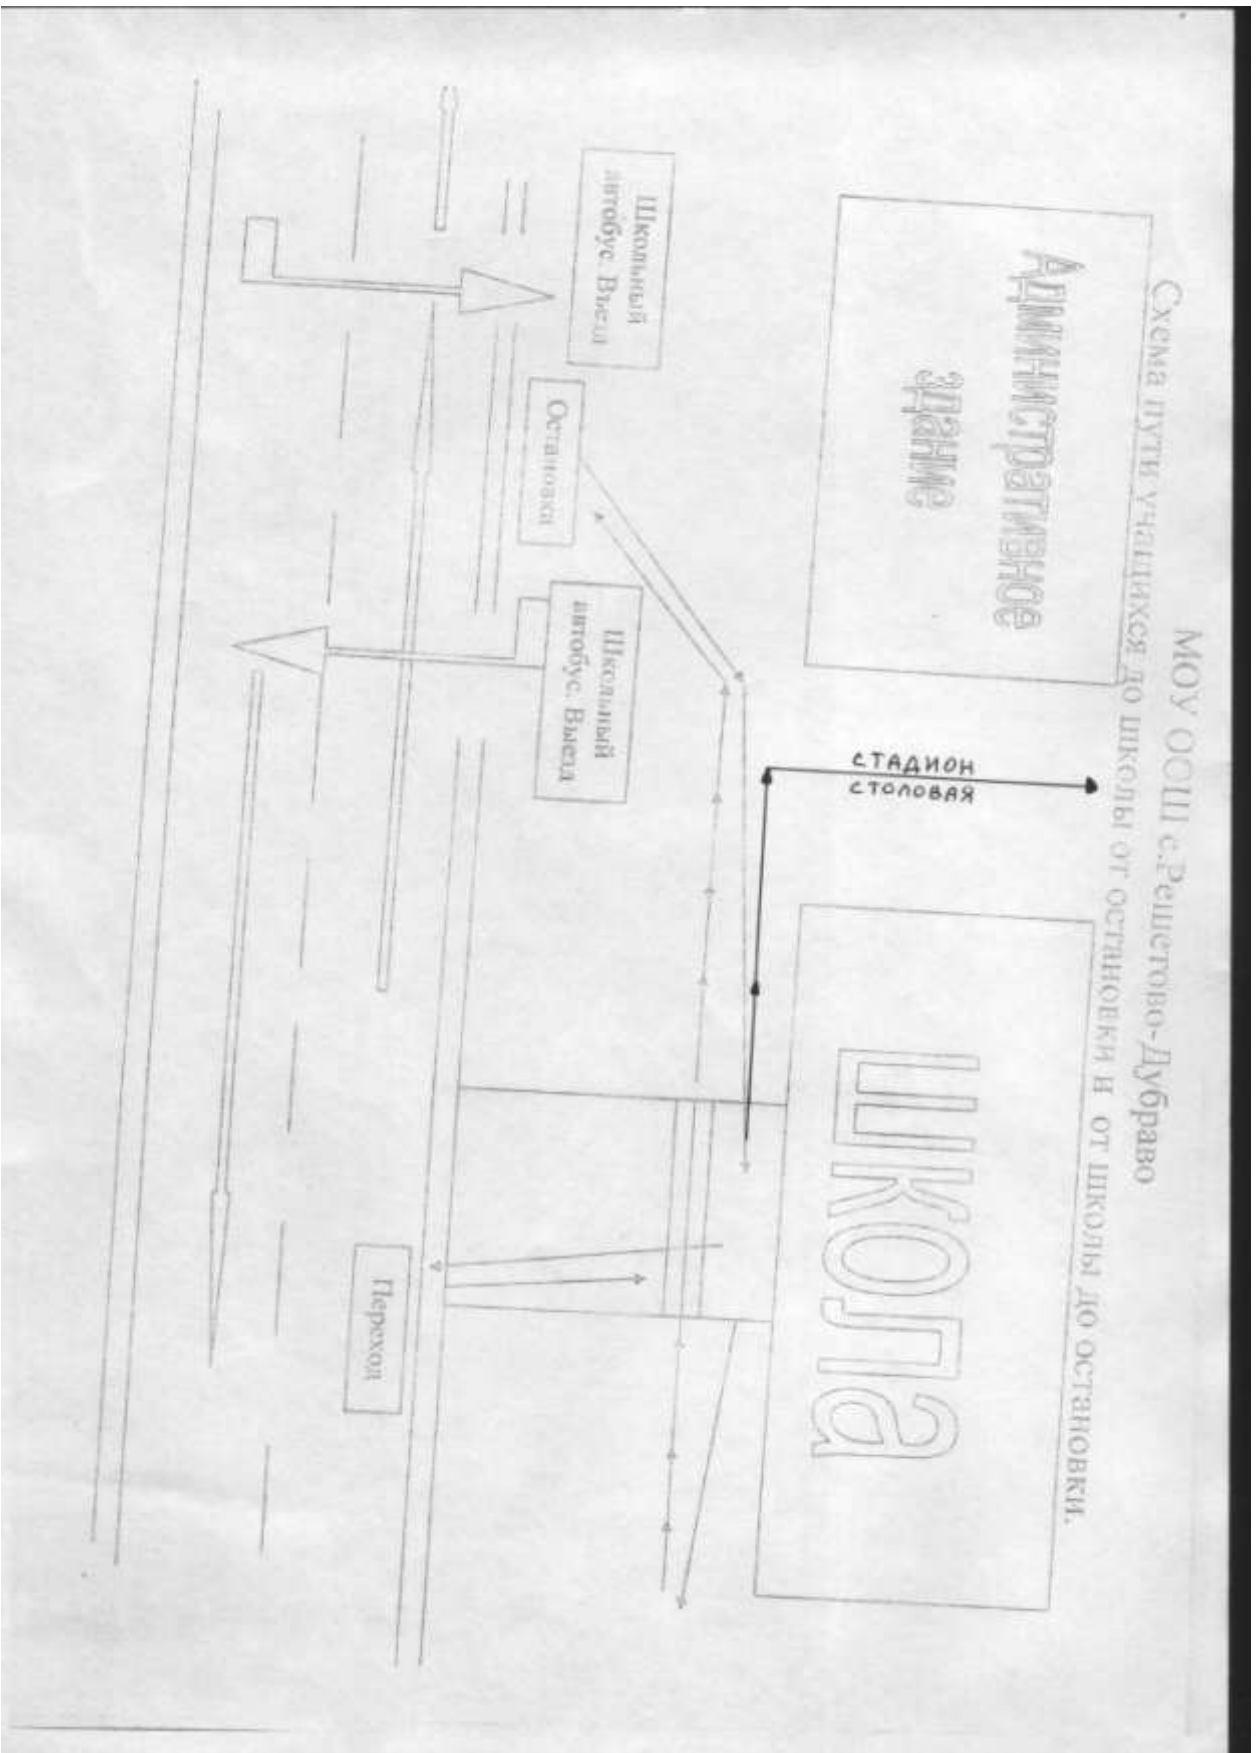 МОУ ООШ с.Решетово-Дубраво
Схема пути учащихся до школы от остановки и от школы до остановки.
Административное
здание
СТАДИОН
СТОЛОВАЯ
Школа
Школьный
автобус. Въезд
Остановка
Школьный
автобус. Выезд
Переход